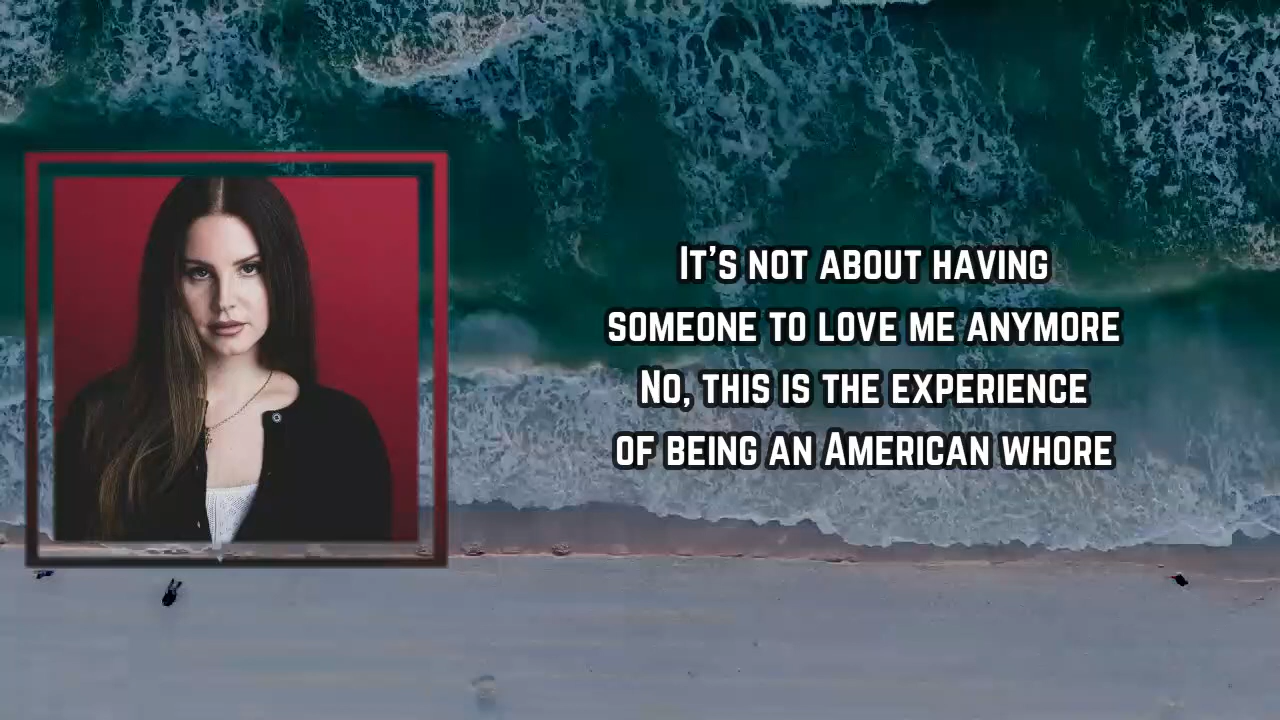 It's not about having
someone to love me anymore
No, this is the experience
of being an American whore